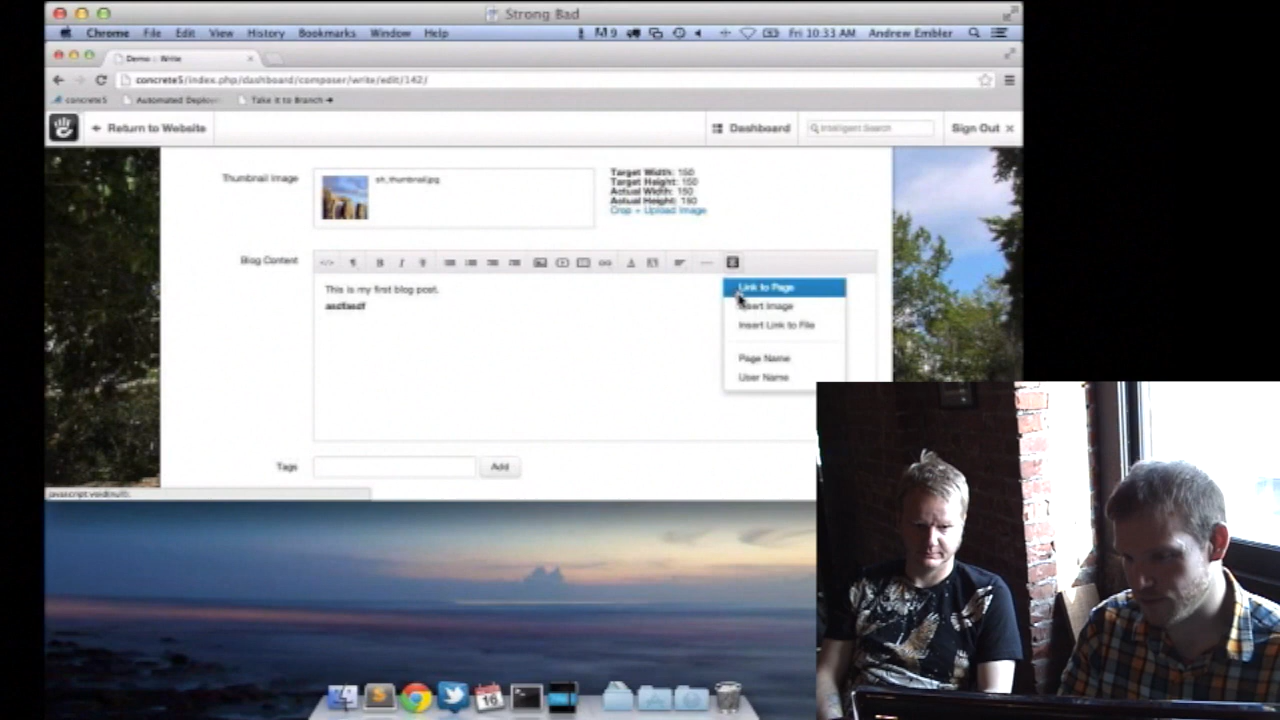 Strong Bad
Chrome File Edit View History Bookmarks Window Help
9 Fri 10:33 AM Andrew Embler
Demo :: Write
concrete5/index.php/dashboard/composer/write/edit/142/
concrete5 Automated Take it to Branch
Return to Website Dashboard Intelligent Search Sign Out
Thumbnail Image
Target Width: 150
Target Height: 150
Actual Width: 150
Actual Height: 150
Crop + Upload Image
Blog Content
This is my first blog post.
asdfasdf
Link to Page
Insert Image
Insert Link to File
Page Name
User Name
Tags Add
javascript:void(null);